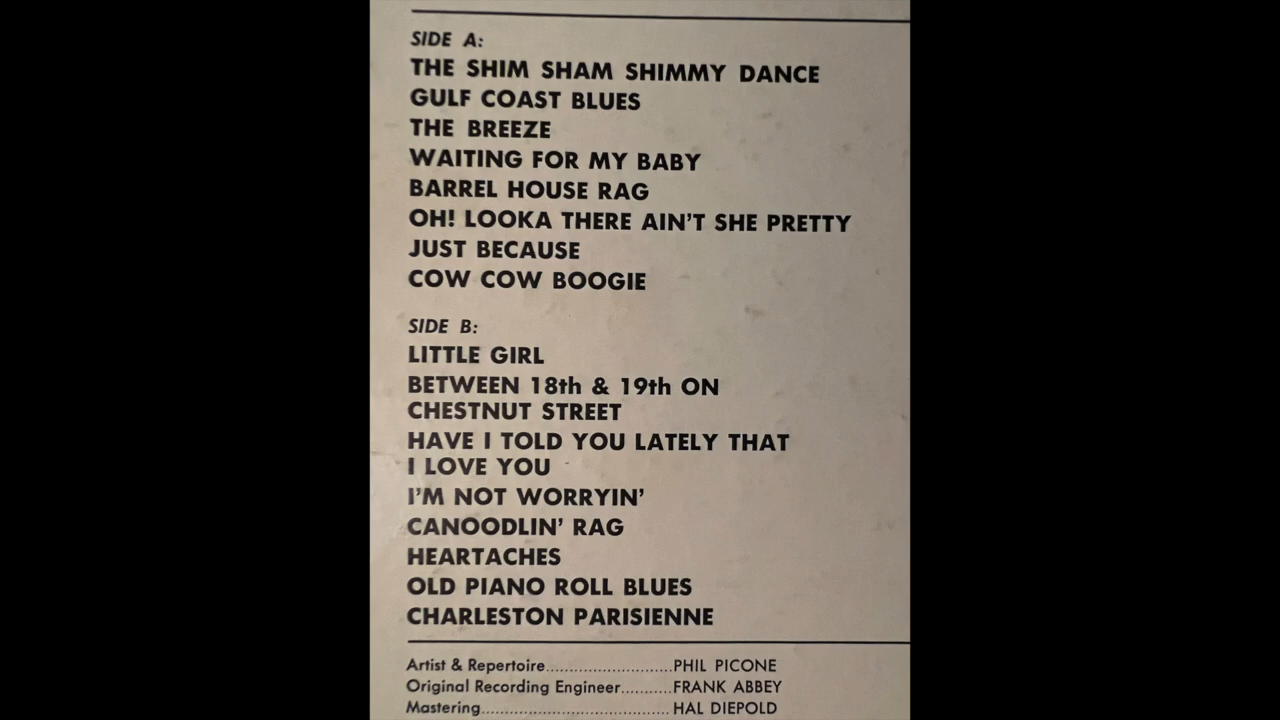 SIDE A:
THE SHIM SHAM SHIMMY DANCE
GULF COAST BLUES
THE BREEZE
WAITING FOR MY BABY
BARREL HOUSE RAG
OH! LOOKA THERE AIN'T SHE PRETTY
JUST BECAUSE
COW COW BOOGIE
SIDE B:
LITTLE GIRL
BETWEEN 18th & 19th ON
CHESTNUT STREET
HAVE I TOLD YOU LATELY THAT
I LOVE YOU
I'M NOT WORRYIN'
CANOODLIN' RAG
HEARTACHES
OLD PIANO ROLL BLUES
CHARLESTON PARISIENNE
Artist & Repertoire............................PHIL PICONE
Original Recording Engineer...........FRANK ABBEY
Mastering.........................................HAL DIEPOLD